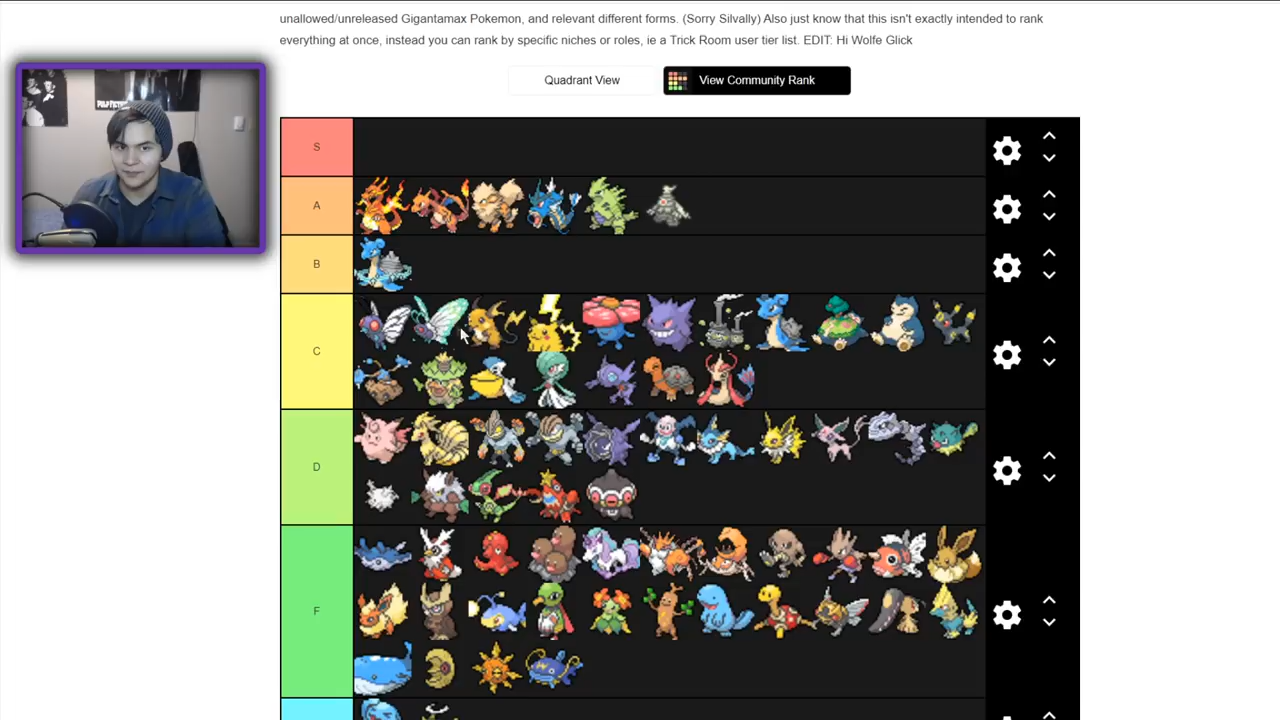 unallowed/unreleased Gigantamax Pokemon, and relevant different forms. (Sorry Silvally) Also just know that this isn't exactly intended to rank
everything at once, instead you can rank by specific niches or roles, ie a Trick Room user tier list. EDIT: Hi Wolfe Glick
Quadrant View
View Community Rank
S
A
B
C
D
F